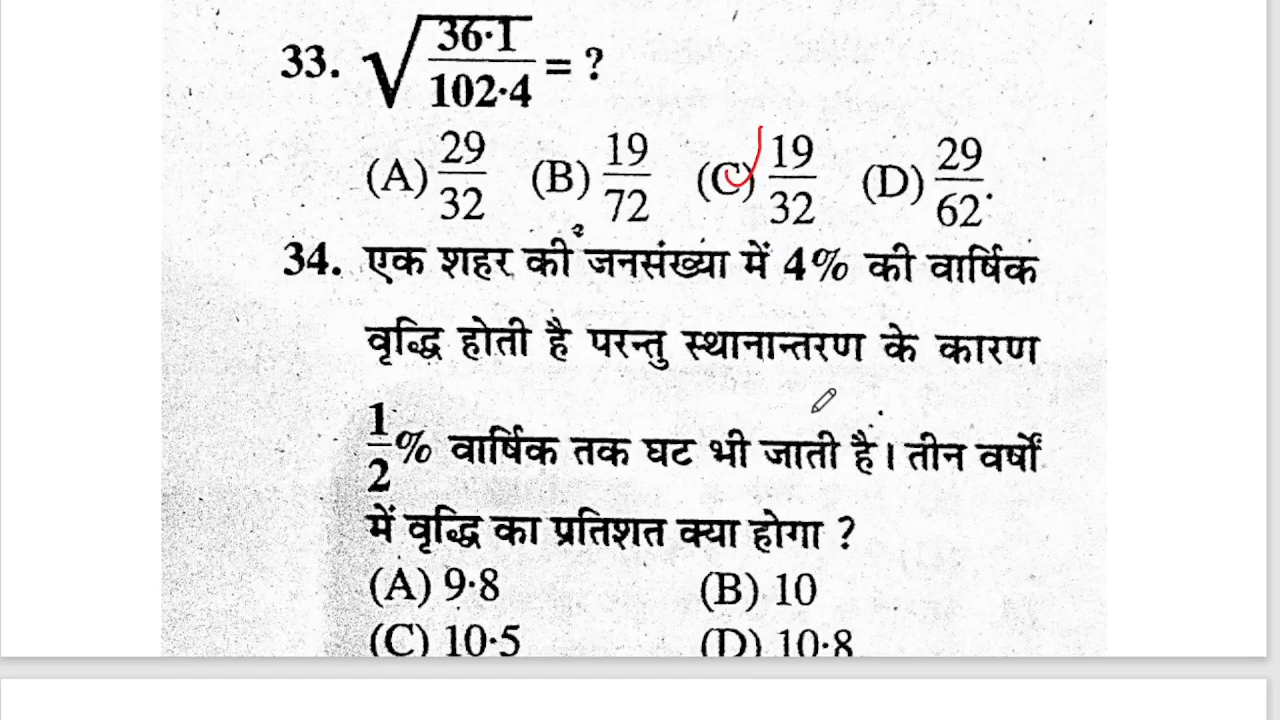 33. √36·1/102·4 = ?
(A) 29/32 (B) 19/72 (C) 19/32 (D) 29/62.
34. एक शहर की जनसंख्या में 4% की वार्षिक
वृद्धि होती है परन्तु स्थानान्तरण के कारण
1/2% वार्षिक तक घट भी जाती है। तीन वर्षों
में वृद्धि का प्रतिशत क्या होगा ?
(A) 9·8 (B) 10
(C) 10·5 (D) 10·8